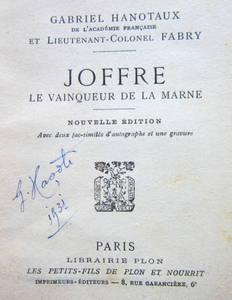 GABRIEL HANOTAUX
DE L'ACADÉMIE FRANÇAISE
ET LIEUTENANT-COLONEL FABRY
JOFFRE
LE VAINQUEUR DE LA MARNE
NOUVELLE ÉDITION
Avec deux fac-similés d'autographe et une gravure
PARIS
LIBRAIRIE PLON
LES PETITS-FILS DE PLON ET NOURRIT
IMPRIMEURS-ÉDITEURS — 8, RUE GARANCIÈRE, 6e